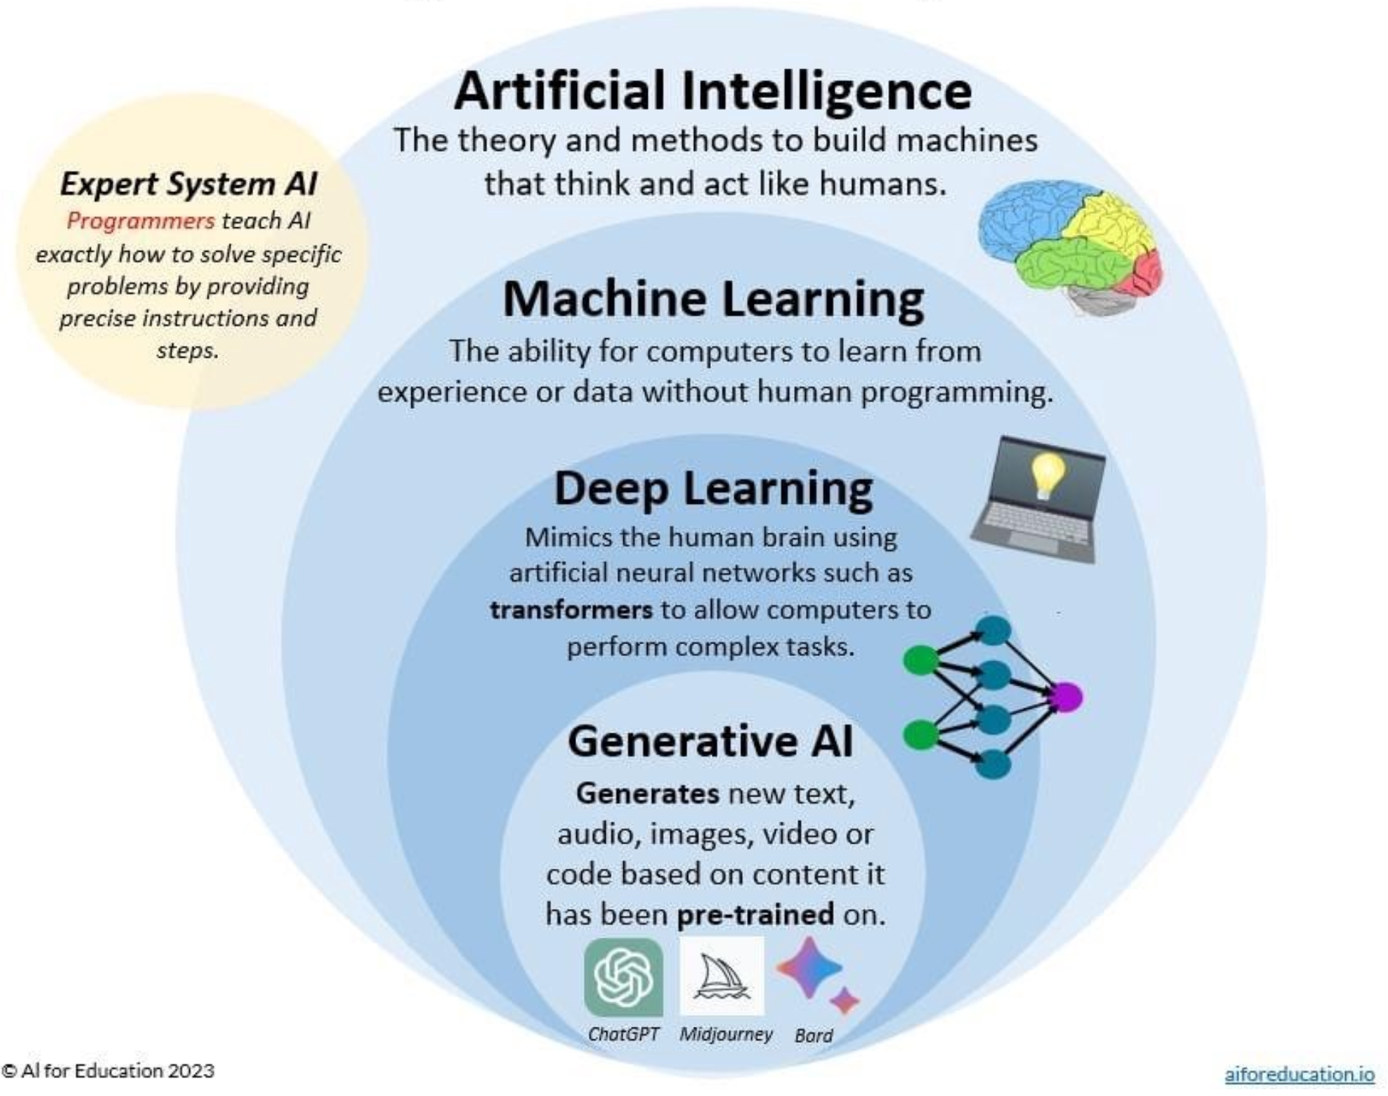 Artificial Intelligence
The theory and methods to build machines
that think and act like humans.
Expert System AI
Programmers teach AI
exactly how to solve specific
problems by providing
precise instructions and
steps.
Machine Learning
The ability for computers to learn from
experience or data without human programming.
Deep Learning
Mimics the human brain using
artificial neural networks such as
transformers to allow computers to
perform complex tasks.
Generative AI
Generates new text,
audio, images, video or
code based on content it
has been pre-trained on.
ChatGPT Midjourney Bard
© AI for Education 2023
aiforeducation.io